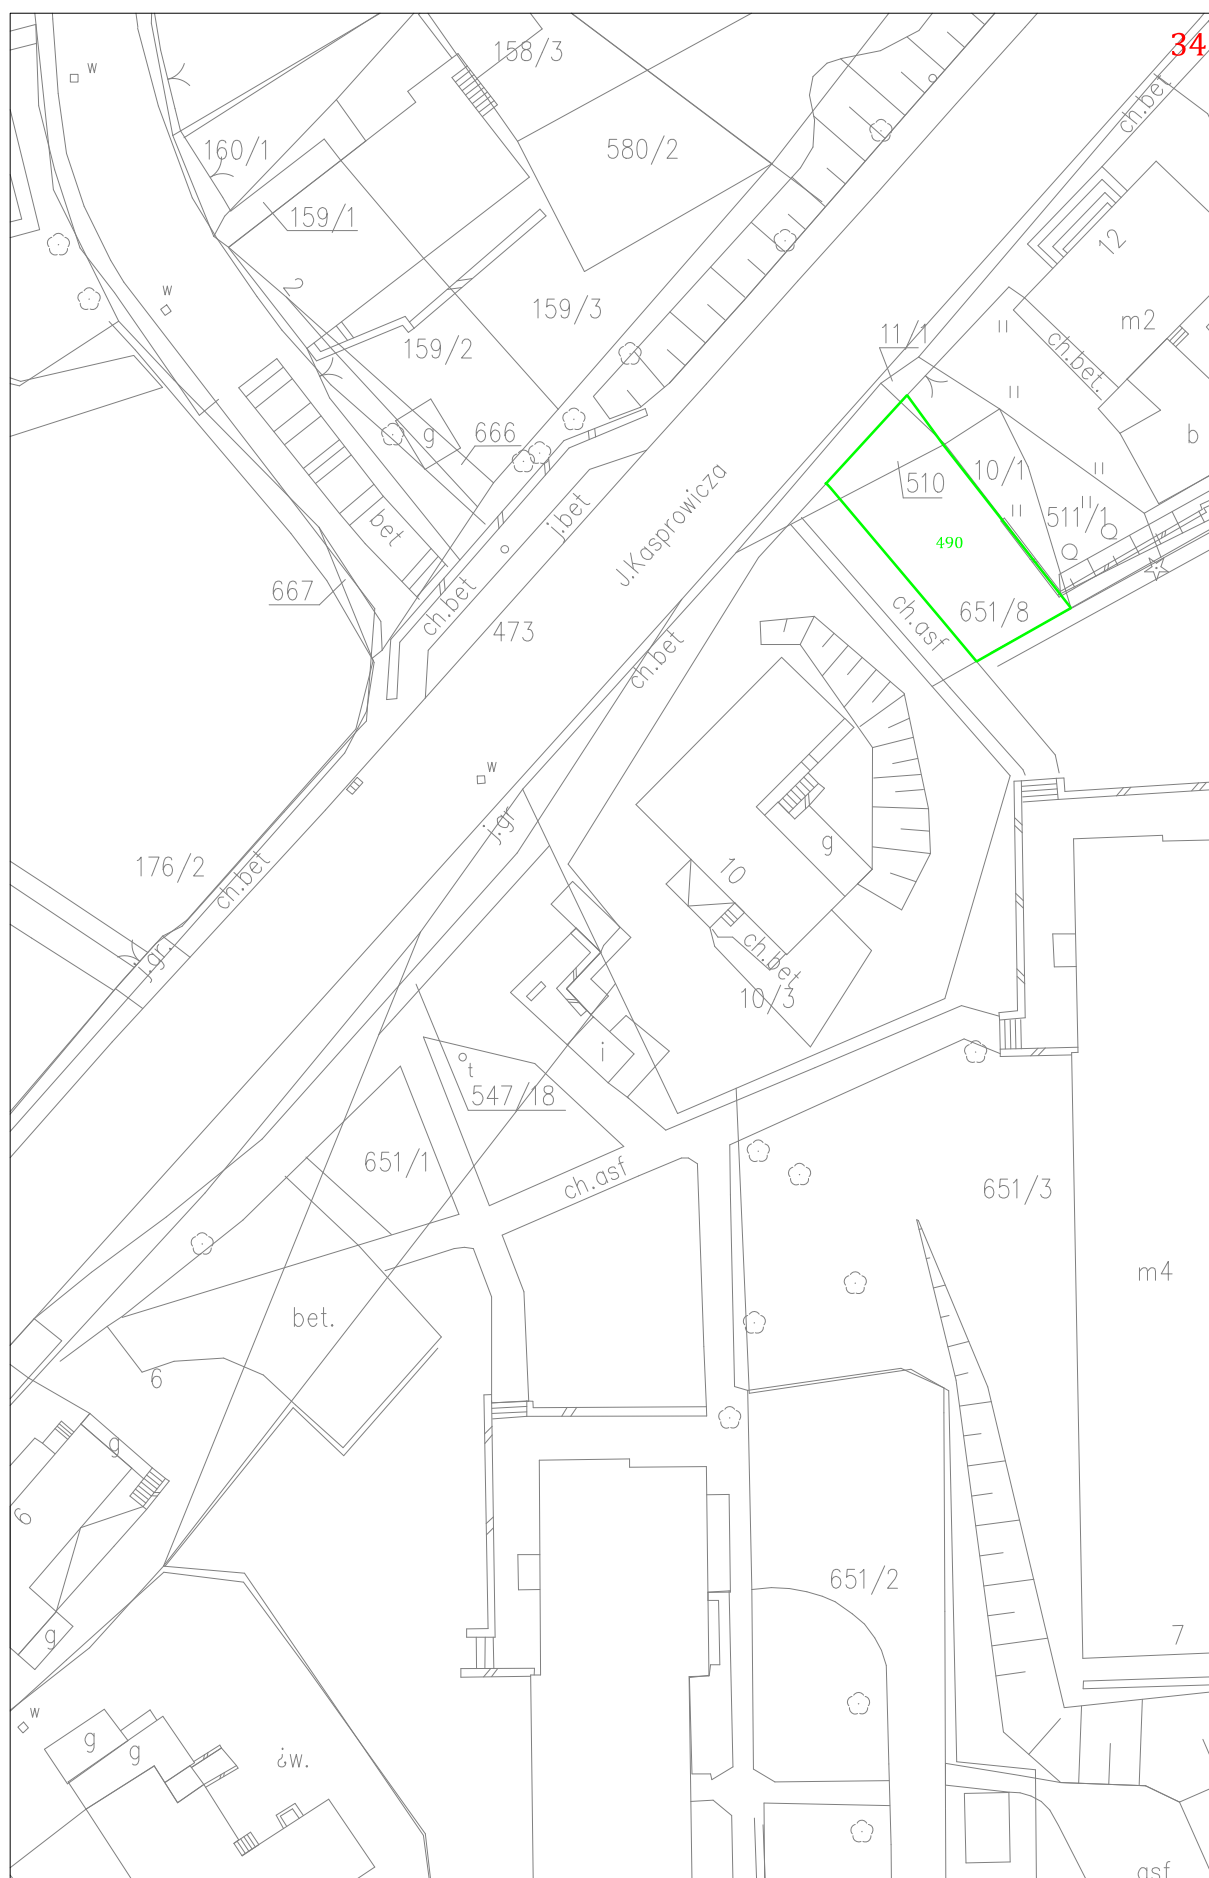 34
158/3
w
ch.bet
160/1
580/2
159/1
12
2
w
159/3
m2
11/1
159/2
ch.bet.
g
666
b
10/1
510
J.Kasprowicza
511/1
bet
j.bet
490
667
ch.bet
ch.asf
651/8
473
ch.bet
w
j.gr
g
176/2
ch.bet
10
j.gr.
ch.bet
10/3
i
t
547/18
651/1
ch.asf
651/3
m4
bet.
6
g
6
651/2
g
7
w
g
g
¿w.
asf